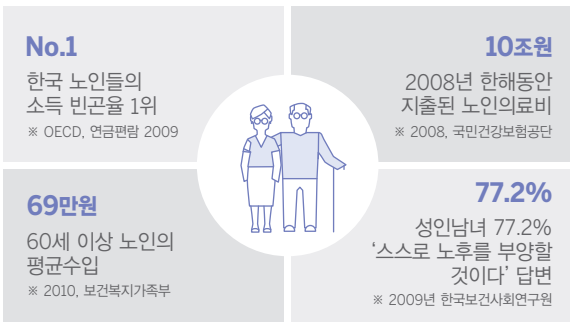 No.1
한국 노인들의
소득 빈곤율 1위
※ OECD, 연금편람 2009
10조원
2008년 한해동안
지출된 노인의료비
※ 2008, 국민건강보험공단
69만원
60세 이상 노인의
평균수입
※ 2010, 보건복지가족부
77.2%
성인남녀 77.2%
‘스스로 노후를 부양할
것이다’ 답변
※ 2009년 한국보건사회연구원